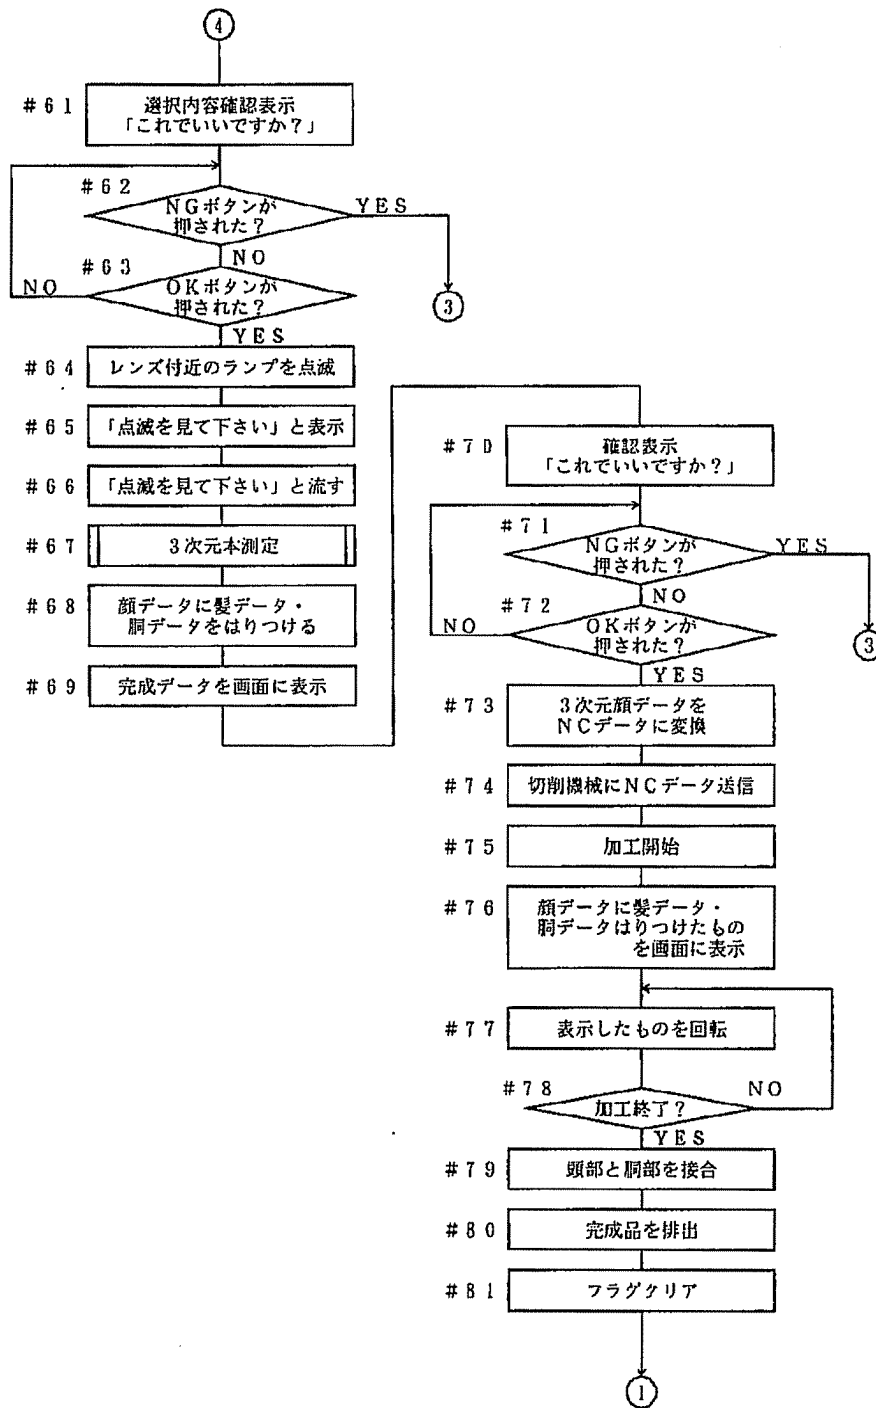 4
#61
選択内容確認表示
「これでいいですか？」
#62
NGボタンが
押された？
YES
NO
3
#63
OKボタンが
押された？
NO
YES
#64
レンズ付近のランプを点滅
#65
「点滅を見て下さい」と表示
#66
「点滅を見て下さい」と流す
#67
3次元本測定
#68
顔データに髪データ・
胴データをはりつける
#69
完成データを画面に表示
#70
確認表示
「これでいいですか？」
#71
NGボタンが
押された？
YES
NO
3
#72
OKボタンが
押された？
NO
YES
#73
3次元顔データを
NCデータに変換
#74
切削機械にNCデータ送信
#75
加工開始
#76
顔データに髪データ・
胴データはりつけたもの
を画面に表示
#77
表示したものを回転
#78
加工終了？
NO
YES
#79
頭部と胴部を接合
#80
完成品を排出
#81
フラグクリア
1